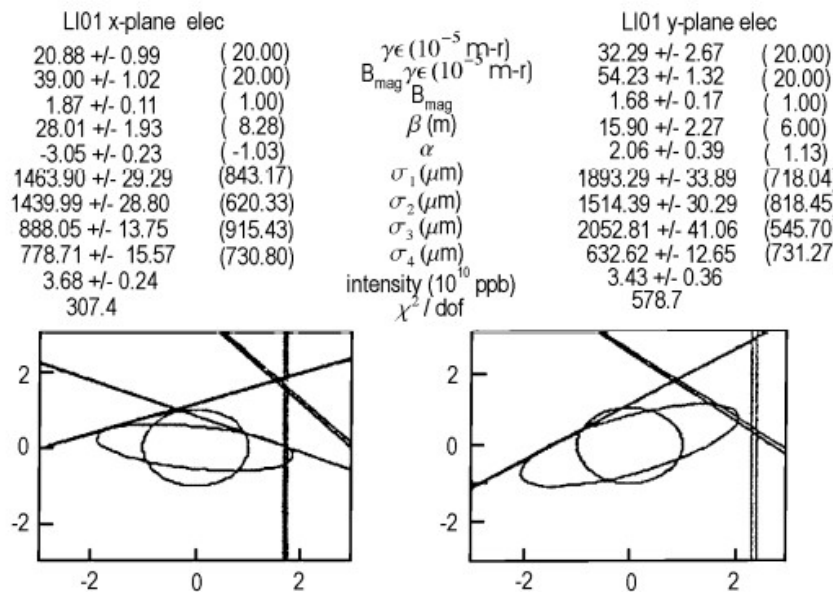 LI01 x-plane elec LI01 y-plane elec
20.88 +/- 0.99 ( 20.00) γϵ (10⁻⁵ m-r) 32.29 +/- 2.67 ( 20.00)
39.00 +/- 1.02 ( 20.00) Bmag γϵ (10⁻⁵ m-r) 54.23 +/- 1.32 ( 20.00)
1.87 +/- 0.11 ( 1.00) Bmag 1.68 +/- 0.17 ( 1.00)
28.01 +/- 1.93 ( 8.28) β (m) 15.90 +/- 2.27 ( 6.00)
-3.05 +/- 0.23 ( -1.03) α 2.06 +/- 0.39 ( 1.13)
1463.90 +/- 29.29 (843.17) σ₁ (μm) 1893.29 +/- 33.89 (718.04)
1439.99 +/- 28.80 (620.33) σ₂ (μm) 1514.39 +/- 30.29 (818.45)
888.05 +/- 13.75 (915.43) σ₃ (μm) 2052.81 +/- 41.06 (545.70)
778.71 +/- 15.57 (730.80) σ₄ (μm) 632.62 +/- 12.65 (731.27
3.68 +/- 0.24 intensity (10¹⁰ ppb) 3.43 +/- 0.36
307.4 χ² / dof 578.7
2 2
0 0
-2 -2
-2 0 2 -2 0 2